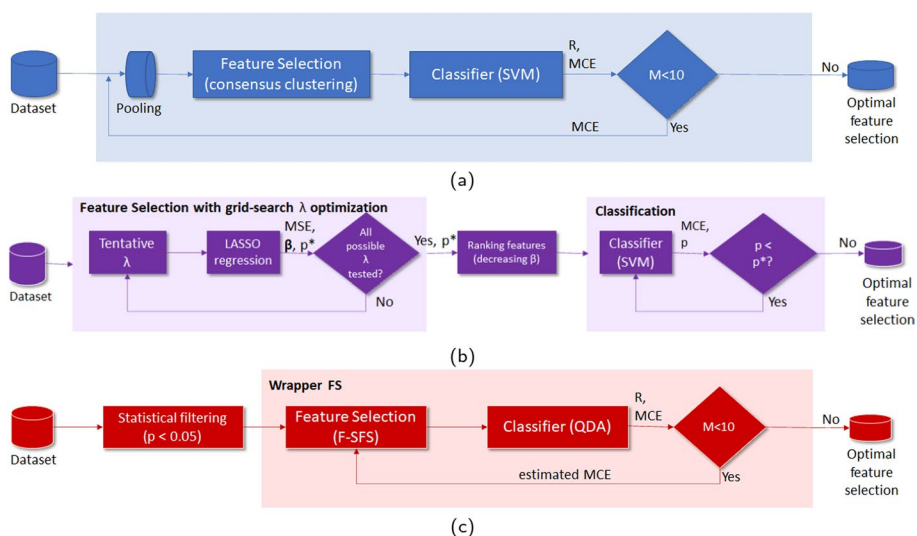 Dataset
Pooling
Feature Selection
(consensus clustering)
Classifier (SVM)
R,
MCE
M<10
No
Yes
MCE
Optimal
feature
selection
(a)
Feature Selection with grid-search λ optimization
Dataset
Tentative
λ
LASSO
regression
MSE,
β, p*
All
possible
λ
tested?
No
Yes, p*
Ranking features
(decreasing β)
Classification
Classifier
(SVM)
MCE,
p
p <
p*?
Yes
No
Optimal
feature
selection
(b)
Wrapper FS
Dataset
Statistical filtering
(p < 0.05)
Feature Selection
(F-SFS)
Classifier (QDA)
R,
MCE
M<10
No
Yes
estimated MCE
Optimal
feature
selection
(c)